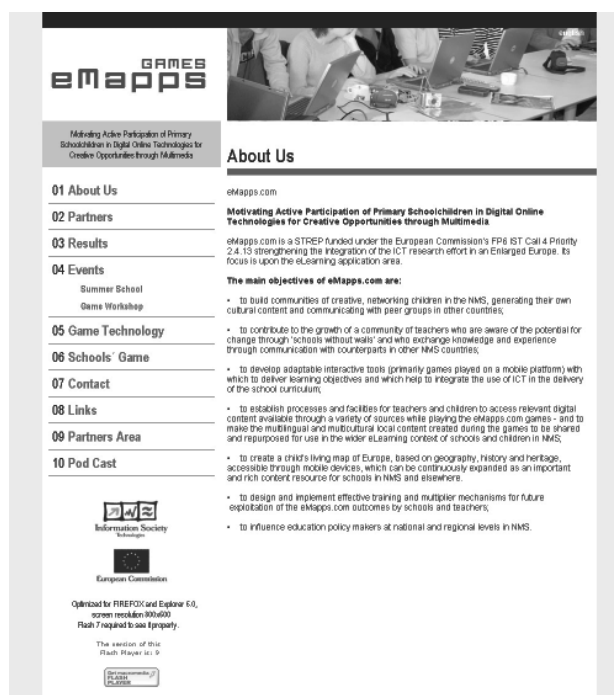 english
GAMES
eMapps
Motivating Active Participation of Primary
Schoolchildren in Digital Online Technologies for
Creative Opportunities through Multimedia
About Us
01 About Us
02 Partners
03 Results
04 Events
Summer School
Game Workshop
05 Game Technology
06 Schools´ Game
07 Contact
08 Links
09 Partners Area
10 Pod Cast
Information Society
Technologies
European Commission
Optimized for FIREFOX and Explorer 6.0,
screen resolution 800x600
Flash 7 required to see it properly.
The version of this
Flash Player is: 9
Get macromedia
FLASH
PLAYER
eMapps.com
Motivating Active Participation of Primary Schoolchildren in Digital Online
Technologies for Creative Opportunities through Multimedia
eMapps.com is a STREP funded under the European Commission's FP6 IST Call 4 Priority
2.4.13 strengthening the Integration of the ICT research effort in an Enlarged Europe. Its
focus is upon the eLearning application area.
The main objectives of eMapps.com are:
• to build communities of creative, networking children in the NMS, generating their own
cultural content and communicating with peer groups in other countries;
• to contribute to the growth of a community of teachers who are aware of the potential for
change through 'schools without walls' and who exchange knowledge and experience
through communication with counterparts in other NMS countries;
• to develop adaptable interactive tools (primarily games played on a mobile platform) with
which to deliver learning objectives and which help to integrate the use of ICT in the delivery
of the school curriculum;
• to establish processes and facilities for teachers and children to access relevant digital
content available through a variety of sources while playing the eMapps.com games - and to
make the multilingual and multicultural local content created during the games to be shared
and repurposed for use in the wider eLearning context of schools and children in NMS;
• to create a child's living map of Europe, based on geography, history and heritage,
accessible through mobile devices, which can be continuously expanded as an important
and rich content resource for schools in NMS and elsewhere.
• to design and implement effective training and multiplier mechanisms for future
exploitation of the eMapps.com outcomes by schools and teachers;
• to influence education policy makers at national and regional levels in NMS.